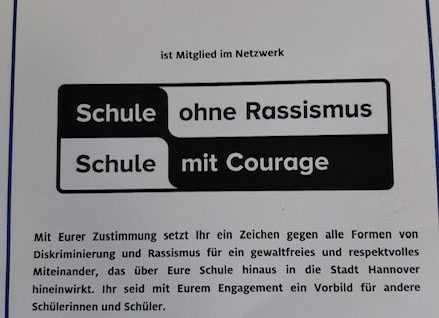 ist Mitglied im Netzwerk
Schule ohne Rassismus
Schule mit Courage
Mit Eurer Zustimmung setzt Ihr ein Zeichen gegen alle Formen von
Diskriminierung und Rassismus für ein gewaltfreies und respektvolles
Miteinander, das über Eure Schule hinaus in die Stadt Hannover
hineinwirkt. Ihr seid mit Eurem Engagement ein Vorbild für andere
Schülerinnen und Schüler.